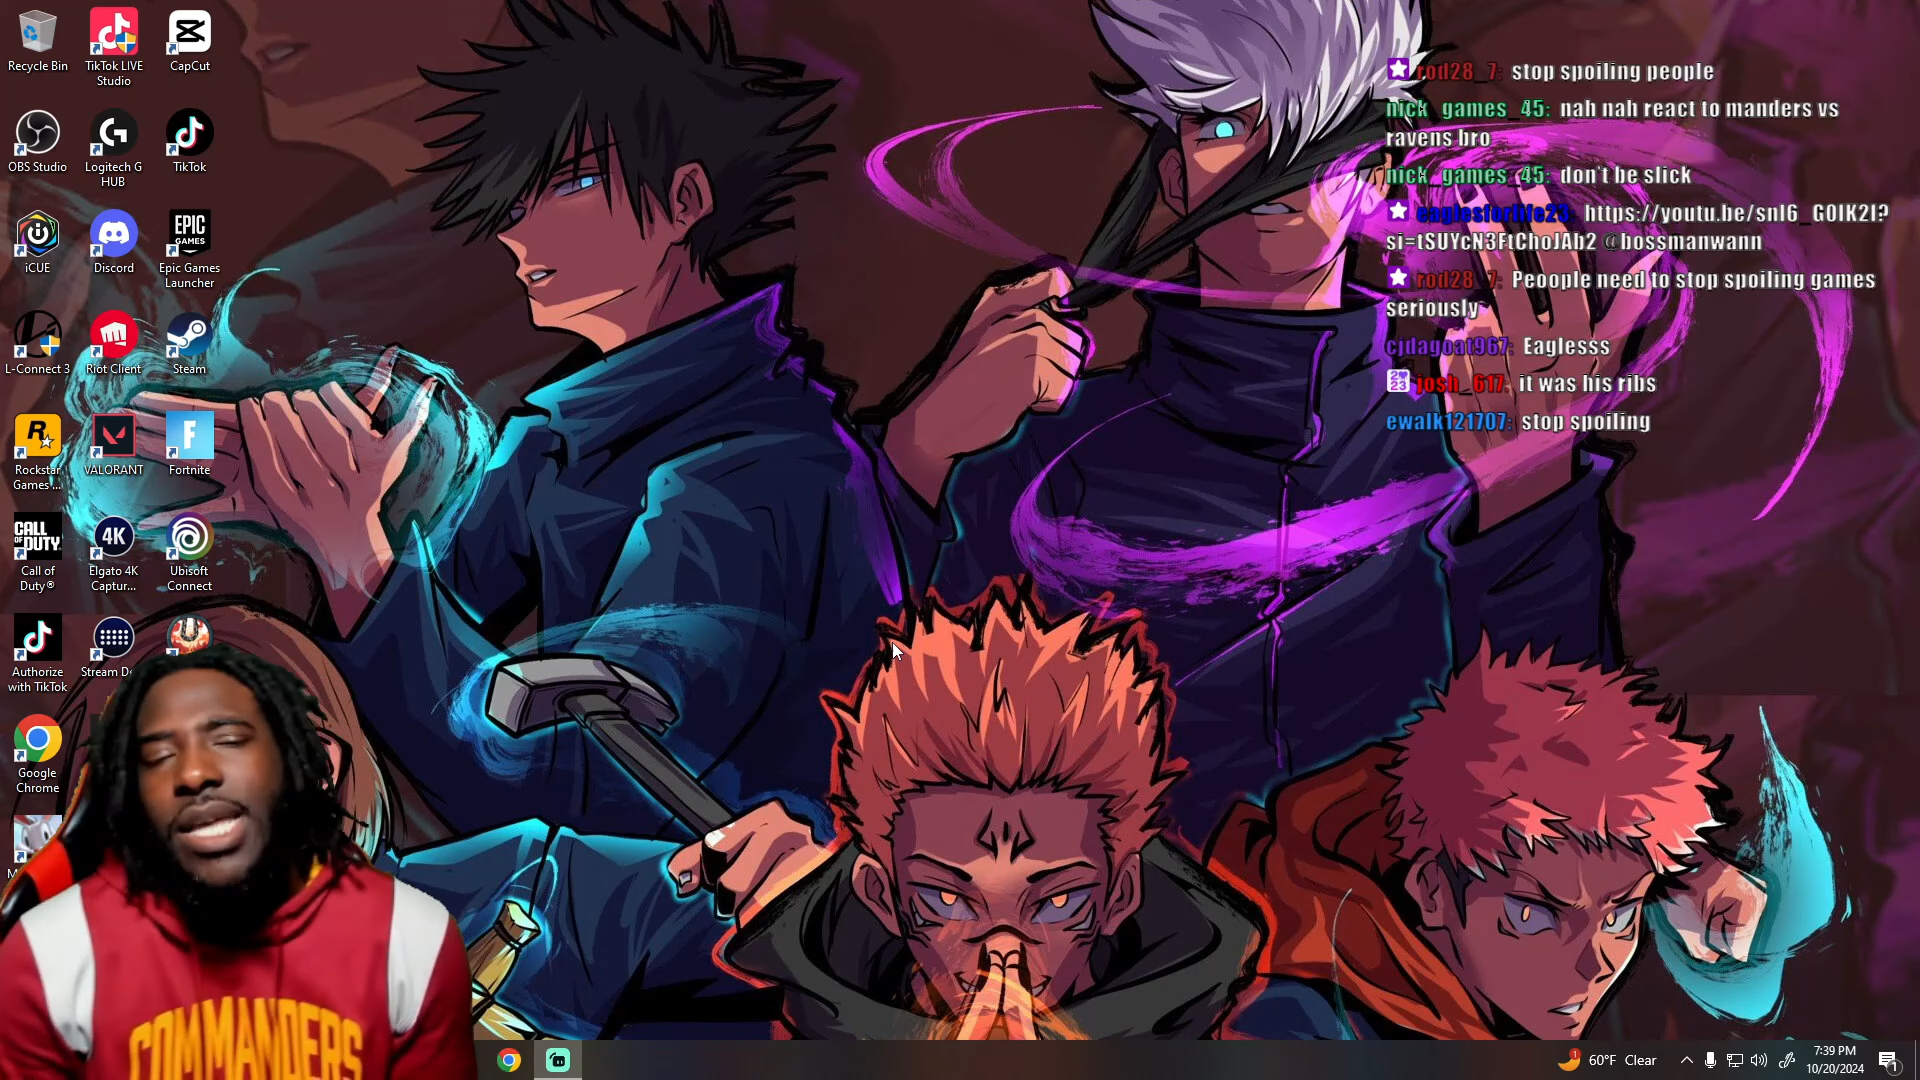 Recycle Bin
TikTok LIVE
Studio
CapCut
OBS Studio
Logitech G
HUB
TikTok
iCUE
Discord
EPIC
GAMES
Epic Games
Launcher
L-Connect 3
Riot Client
Steam
Rockstar
Games ...
VALORANT
Fortnite
CALL OF DUTY
Call of
Duty®
4K
Elgato 4K
Captur...
Ubisoft
Connect
Authorize
with TikTok
Google
Chrome
rod28_7: stop spoiling people
nick_games_45: nah nah react to manders vs
ravens bro
nick_games_45: don't be slick
eaglesforlife23: https://youtu.be/snI6_GOIK2I?
si=tSUYcN3FtChoJAb2 @bossmanwann
rod28_7: Peoople need to stop spoiling games
seriously
cjdagoat967: Eaglesss
josh_617: it was his ribs
ewalk121707: stop spoiling
COMMANDERS
60°F Clear
7:39 PM
10/20/2024